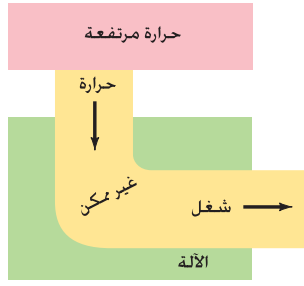 حرارة مرتفعة
حرارة
غير ممكن
شغل
الآلة